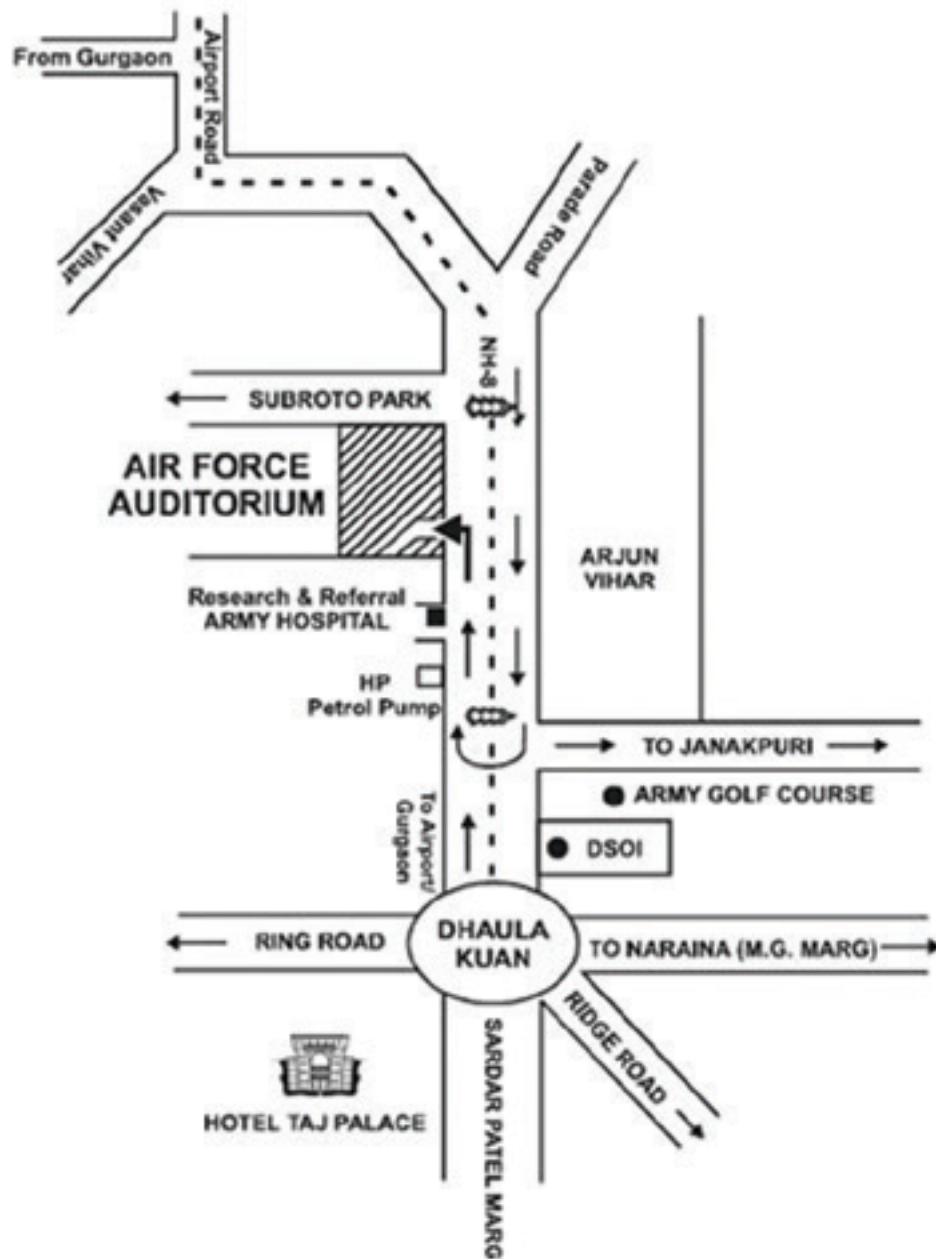 From Gurgaon
Airport Road
Vasant Vihar
Parade Road
NH-8
SUBROTO PARK
AIR FORCE
AUDITORIUM
ARJUN
VIHAR
Research & Referral
ARMY HOSPITAL
HP
Petrol Pump
TO JANAKPURI
To Airport/
Gurgaon
ARMY GOLF COURSE
DSOI
RING ROAD
DHAULA
KUAN
TO NARAINA (M.G. MARG)
RIDGE ROAD
SARDAR PATEL MARG
HOTEL TAJ PALACE